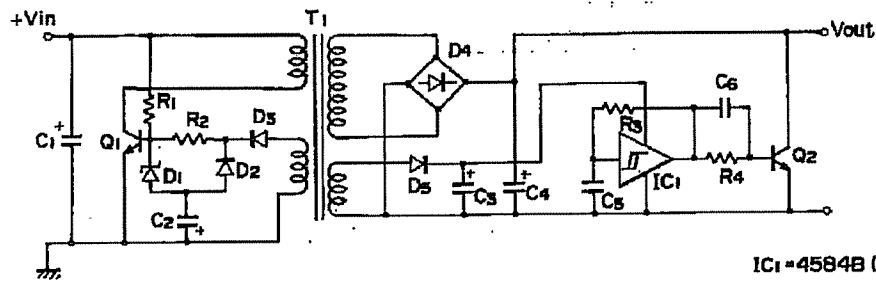 +Vin
T1
D4
Vout
R1
R2
D3
C1
+
Q1
D1
D2
C2
+
D5
C3
+
C4
+
R3
C5
IC1
C6
R4
Q2
IC1=4584B (